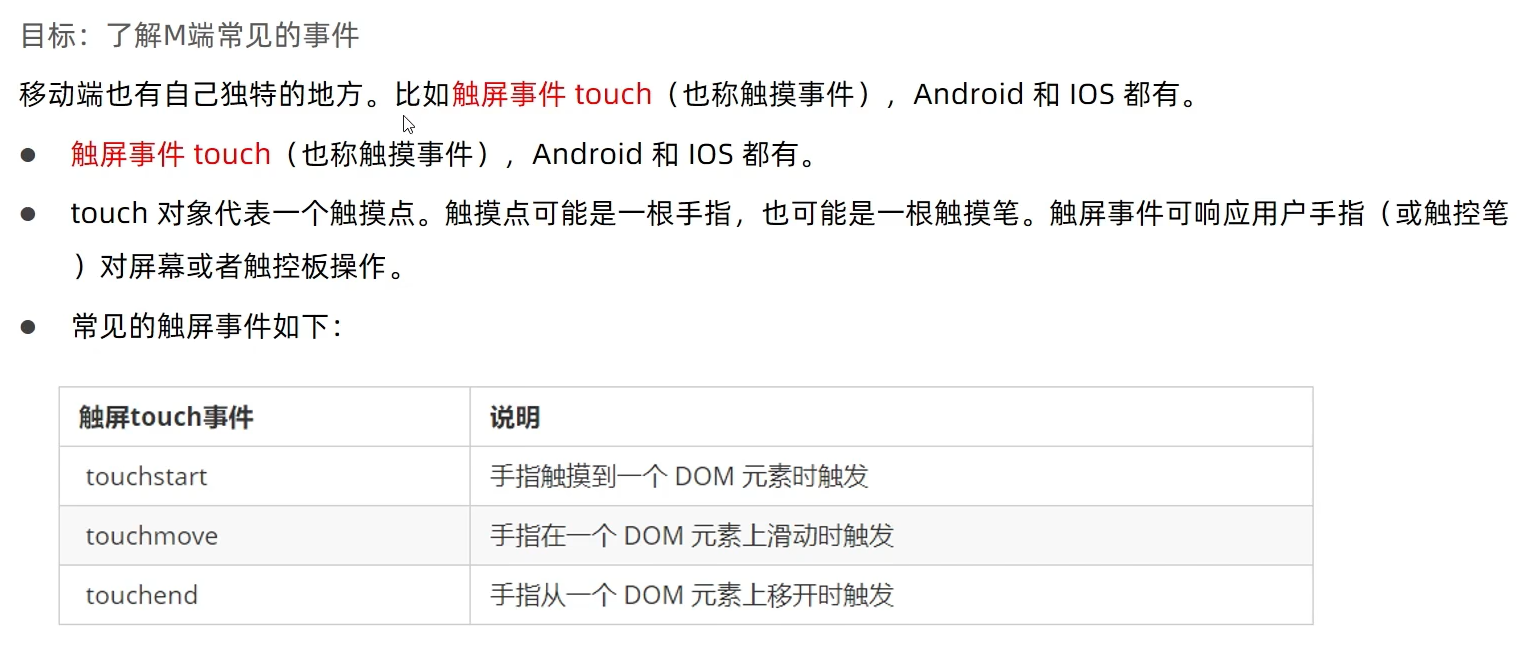 目标：了解M端常见的事件
移动端也有自己独特的地方。比如触屏事件 touch（也称触摸事件），Android 和 IOS 都有。
● 触屏事件 touch（也称触摸事件），Android 和 IOS 都有。
● touch 对象代表一个触摸点。触摸点可能是一根手指，也可能是一根触摸笔。触屏事件可响应用户手指（或触控笔
）对屏幕或者触控板操作。
● 常见的触屏事件如下：
触屏touch事件 说明
touchstart 手指触摸到一个 DOM 元素时触发
touchmove 手指在一个 DOM 元素上滑动时触发
touchend 手指从一个 DOM 元素上移开时触发